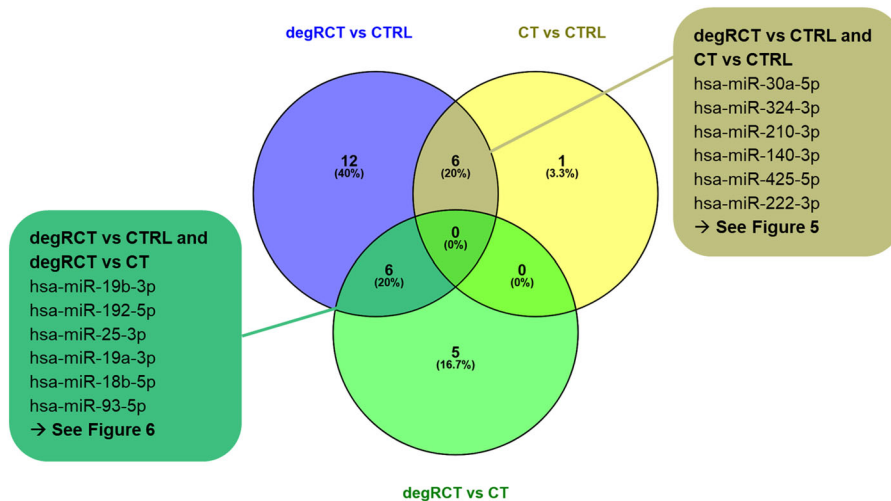 degRCT vs CTRL
CT vs CTRL
degRCT vs CTRL and
CT vs CTRL
hsa-miR-30a-5p
hsa-miR-324-3p
hsa-miR-210-3p
hsa-miR-140-3p
hsa-miR-425-5p
hsa-miR-222-3p
→ See Figure 5
12
(40%)
6
(20%)
1
(3.3%)
0
(0%)
6
(20%)
0
(0%)
5
(16.7%)
degRCT vs CTRL and
degRCT vs CT
hsa-miR-19b-3p
hsa-miR-192-5p
hsa-miR-25-3p
hsa-miR-19a-3p
hsa-miR-18b-5p
hsa-miR-93-5p
→ See Figure 6
degRCT vs CT